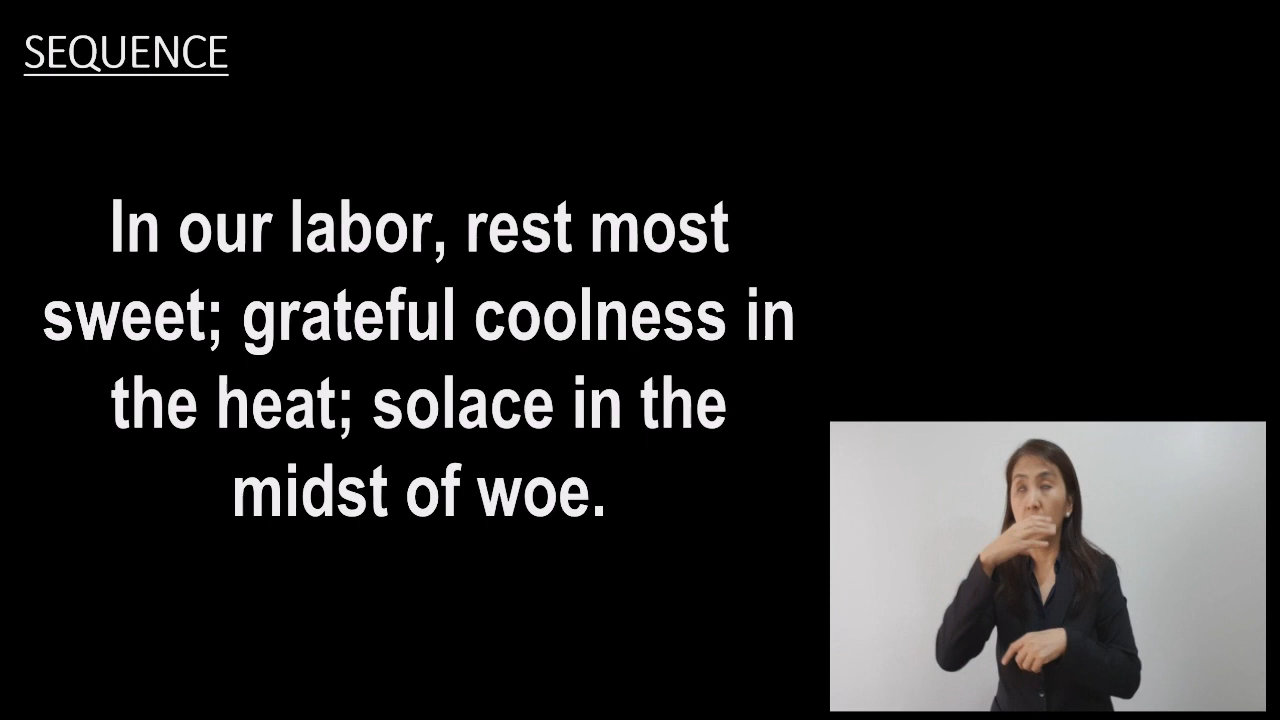 SEQUENCE
In our labor, rest most
sweet; grateful coolness in
the heat; solace in the
midst of woe.